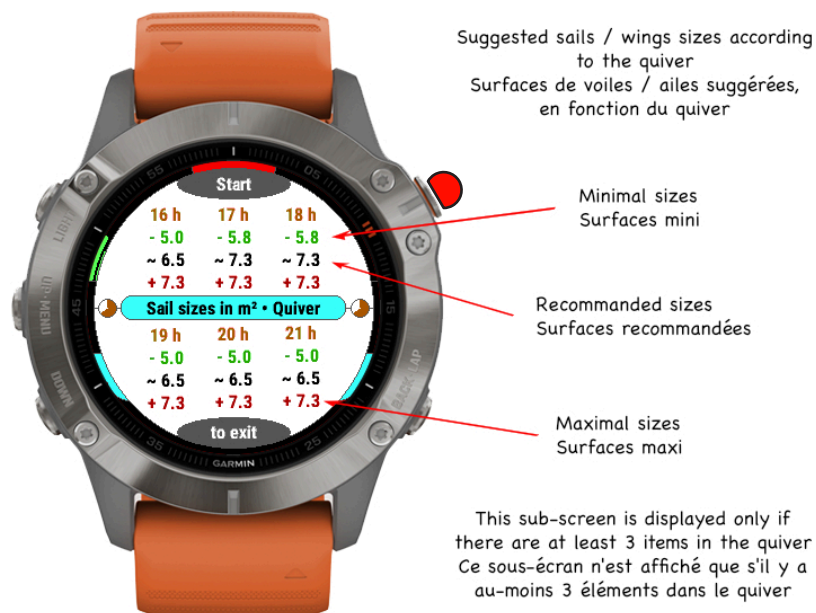 Suggested sails / wings sizes according
to the quiver
Surfaces de voiles / ailes suggérées,
en fonction du quiver
55
05
Start
LIGHT
16 h 17 h 18 h
- 5.0 - 5.8 - 5.8
~ 6.5 ~ 7.3 ~ 7.3
+ 7.3 + 7.3 + 7.3
Minimal sizes
Surfaces mini
UP·MENU
45
Sail sizes in m² • Quiver
15
Recommanded sizes
Surfaces recommandées
19 h 20 h 21 h
- 5.0 - 5.0 - 5.0
~ 6.5 ~ 6.5 ~ 6.5
+ 7.3 + 7.3 + 7.3
DOWN
BACK·LAP
Maximal sizes
Surfaces maxi
to exit
35
25
GARMIN
This sub-screen is displayed only if
there are at least 3 items in the quiver
Ce sous-écran n'est affiché que s'il y a
au-moins 3 éléments dans le quiver